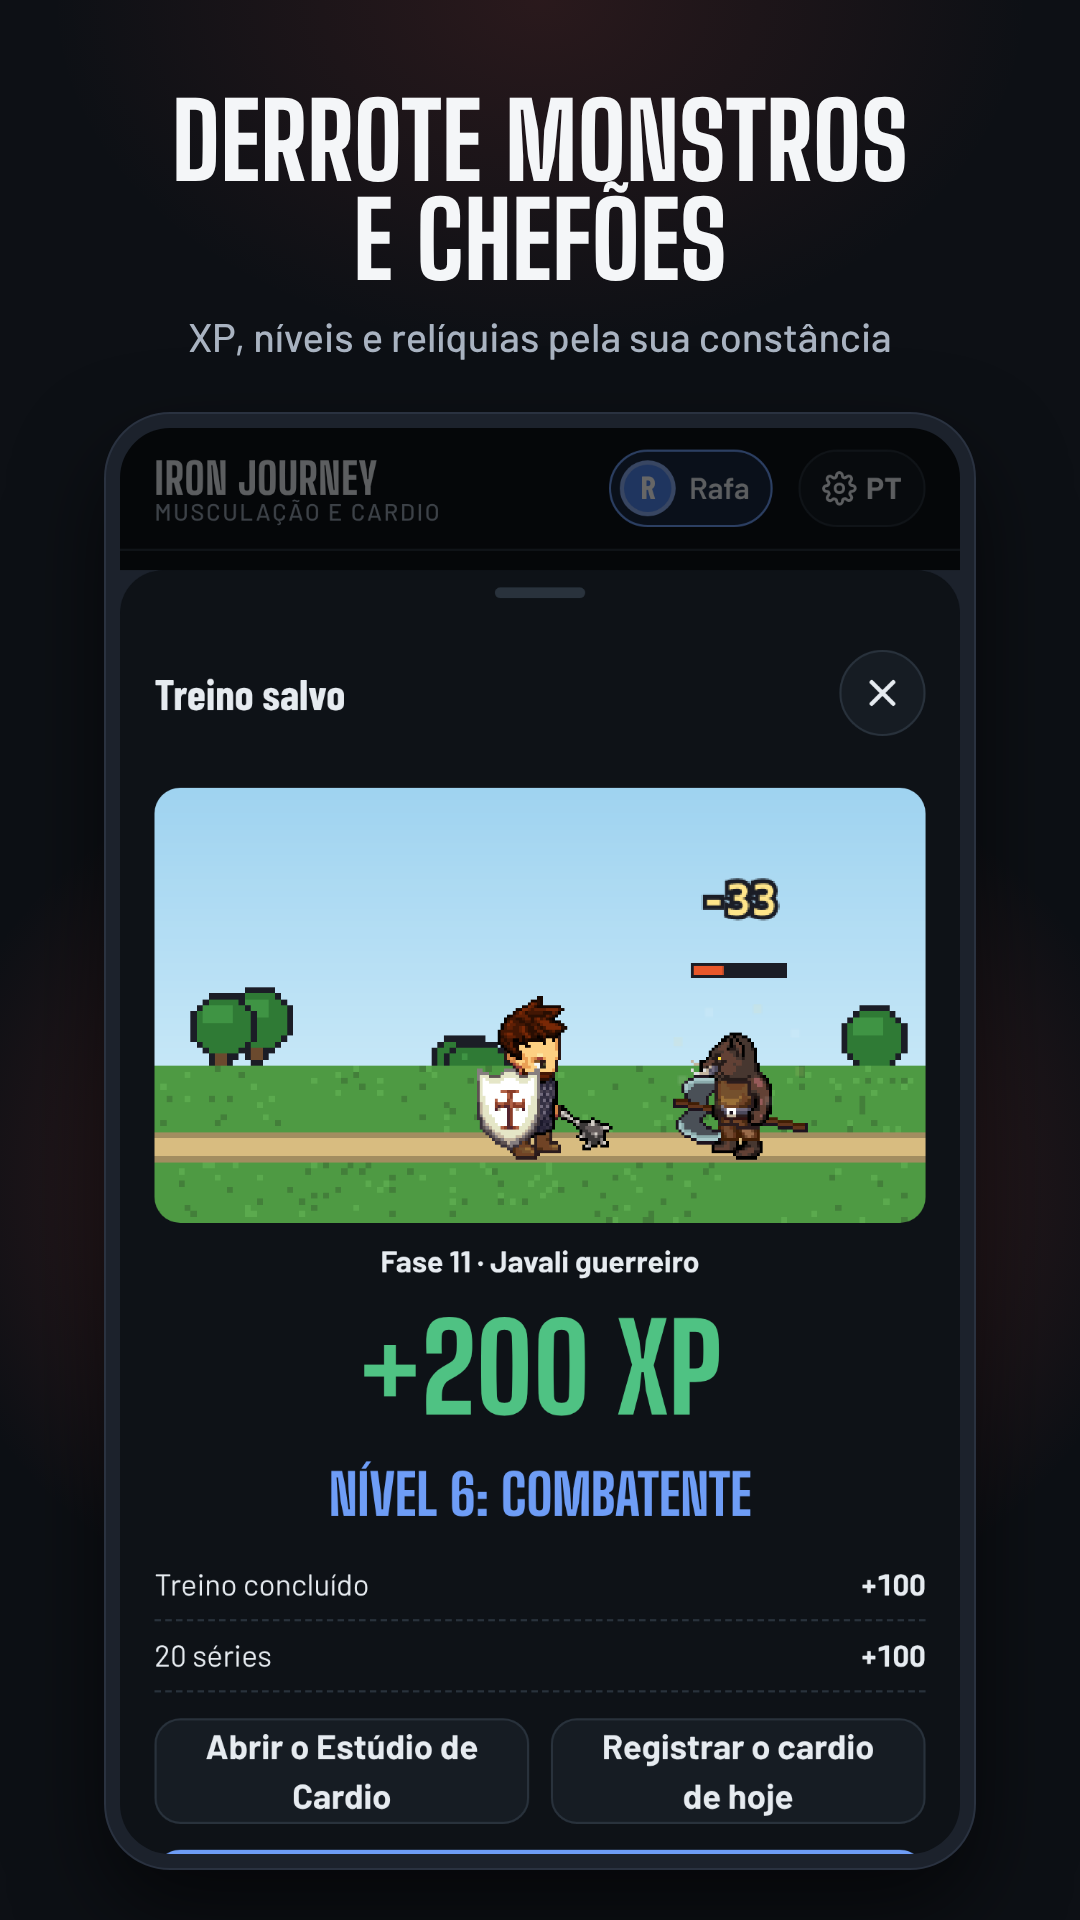 DERROTE MONSTROS
E CHEFÕES
XP, níveis e relíquias pela sua constância
IRON JOURNEY
MUSCULAÇÃO E CARDIO
R Rafa
PT
Treino salvo
-33
Fase 11 · Javali guerreiro
+200 XP
NÍVEL 6: COMBATENTE
Treino concluído +100
20 séries +100
Abrir o Estúdio de
Cardio
Registrar o cardio
de hoje